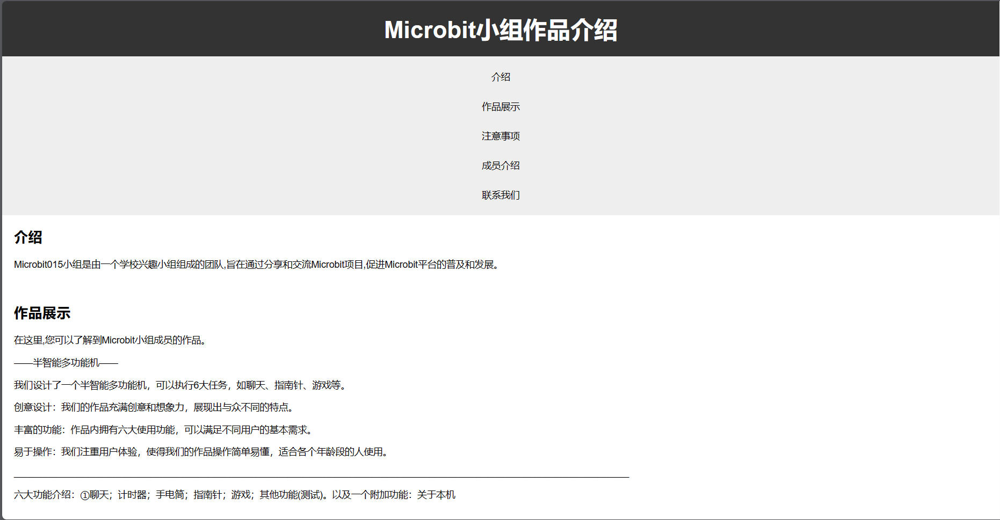 Microbit小组作品介绍
介绍
作品展示
注意事项
成员介绍
联系我们
介绍
Microbit015小组是由一个学校兴趣小组组成的团队,旨在通过分享和交流Microbit项目,促进Microbit平台的普及和发展。
作品展示
在这里,您可以了解到Microbit小组成员的作品。
——半智能多功能机——
我们设计了一个半智能多功能机，可以执行6大任务，如聊天、指南针、游戏等。
创意设计：我们的作品充满创意和想象力，展现出与众不同的特点。
丰富的功能：作品内拥有六大使用功能，可以满足不同用户的基本需求。
易于操作：我们注重用户体验，使得我们的作品操作简单易懂，适合各个年龄段的人使用。
六大功能介绍：①聊天；计时器；手电筒；指南针；游戏；其他功能(测试)。以及一个附加功能：关于本机